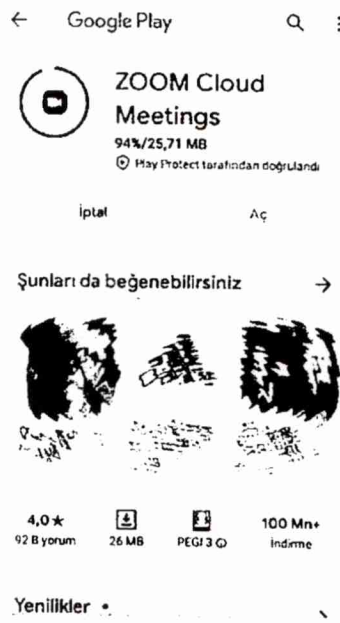 Google Play
ZOOM Cloud
Meetings
94%/25,71 MB
Play Protect tarafından doğrulandı
İptal
Aç
Şunları da beğenebilirsiniz
4,0★
92 B yorum
26 MB
PEGI 3
100 Mn+
İndirme
Yenilikler